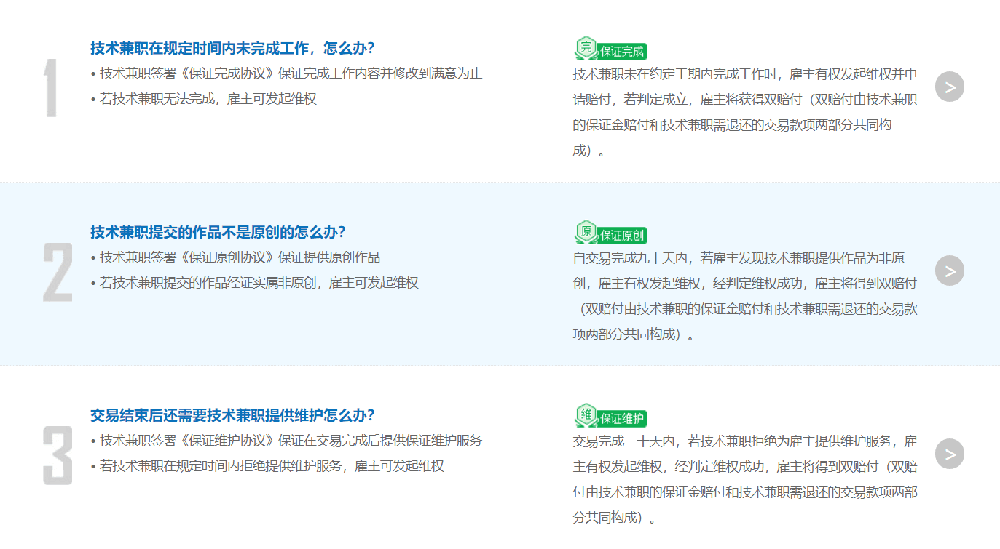 1
技术兼职在规定时间内未完成工作，怎么办？
• 技术兼职签署《保证完成协议》保证完成工作内容并修改到满意为止
• 若技术兼职无法完成，雇主可发起维权
完 保证完成
技术兼职未在约定工期内完成工作时，雇主有权发起维权并申
请赔付，若判定成立，雇主将获得双赔付（双赔付由技术兼职
的保证金赔付和技术兼职需退还的交易款项两部分共同构
成）。
>
2
技术兼职提交的作品不是原创的怎么办？
• 技术兼职签署《保证原创协议》保证提供原创作品
• 若技术兼职提交的作品经证实属非原创，雇主可发起维权
原 保证原创
自交易完成九十天内，若雇主发现技术兼职提供作品为非原
创，雇主有权发起维权，经判定维权成功，雇主将得到双赔付
（双赔付由技术兼职的保证金赔付和技术兼职需退还的交易款
项两部分共同构成）。
>
3
交易结束后还需要技术兼职提供维护怎么办？
• 技术兼职签署《保证维护协议》保证在交易完成后提供保证维护服务
• 若技术兼职在规定时间内拒绝提供维护服务，雇主可发起维权
维 保证维护
交易完成三十天内，若技术兼职拒绝为雇主提供维护服务，雇
主有权发起维权，经判定维权成功，雇主将得到双赔付（双赔
付由技术兼职的保证金赔付和技术兼职需退还的交易款项两部
分共同构成）。
>